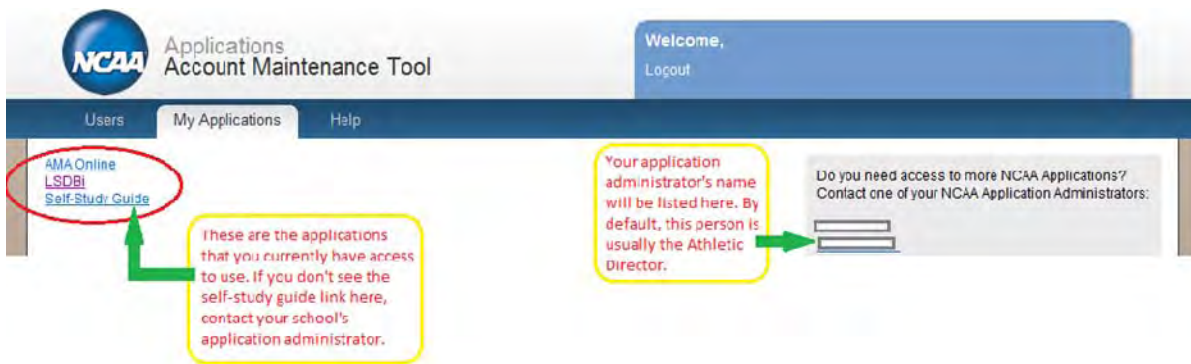 NCAA
Applications
Account Maintenance Tool
Welcome,
Logout
Users My Applications Help
AMA Online
LSDBi
Self-Study Guide
These are the applications
that you currently have access
to use. If you don't see the
self-study guide link here,
contact your school's
application administrator.
Your application
administrator's name
will be listed here. By
default, this person is
usually the Athletic
Director.
Do you need access to more NCAA Applications?
Contact one of your NCAA Application Administrators: